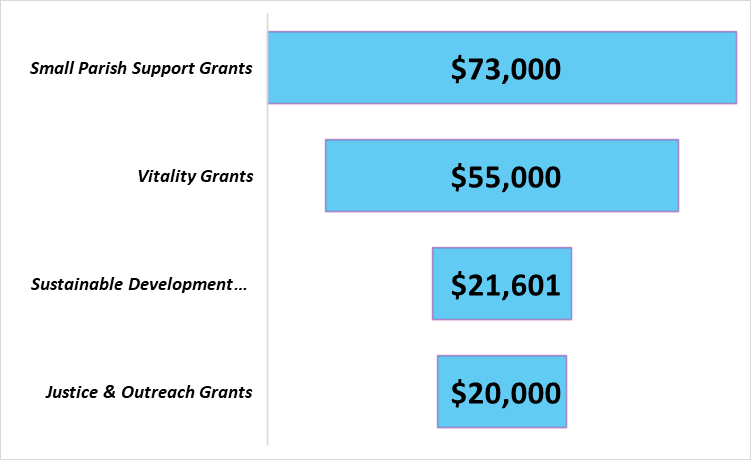 Small Parish Support Grants
$73,000
Vitality Grants
$55,000
Sustainable Development...
$21,601
Justice & Outreach Grants
$20,000